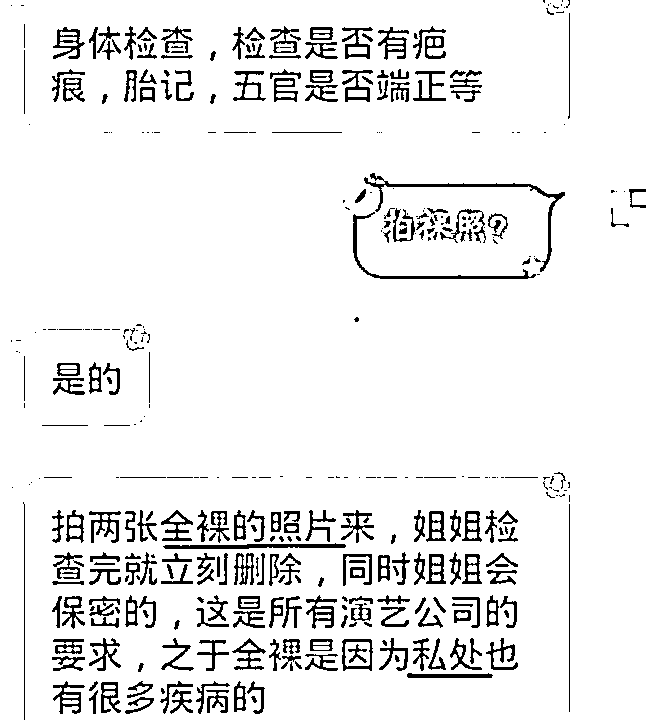 身体检查，检查是否有疤
痕，胎记，五官是否端正等
拍裸照？
是的
拍两张全裸的照片来，姐姐检
查完就立刻删除，同时姐姐会
保密的，这是所有演艺公司的
要求，之于全裸是因为私处也
有很多疾病的